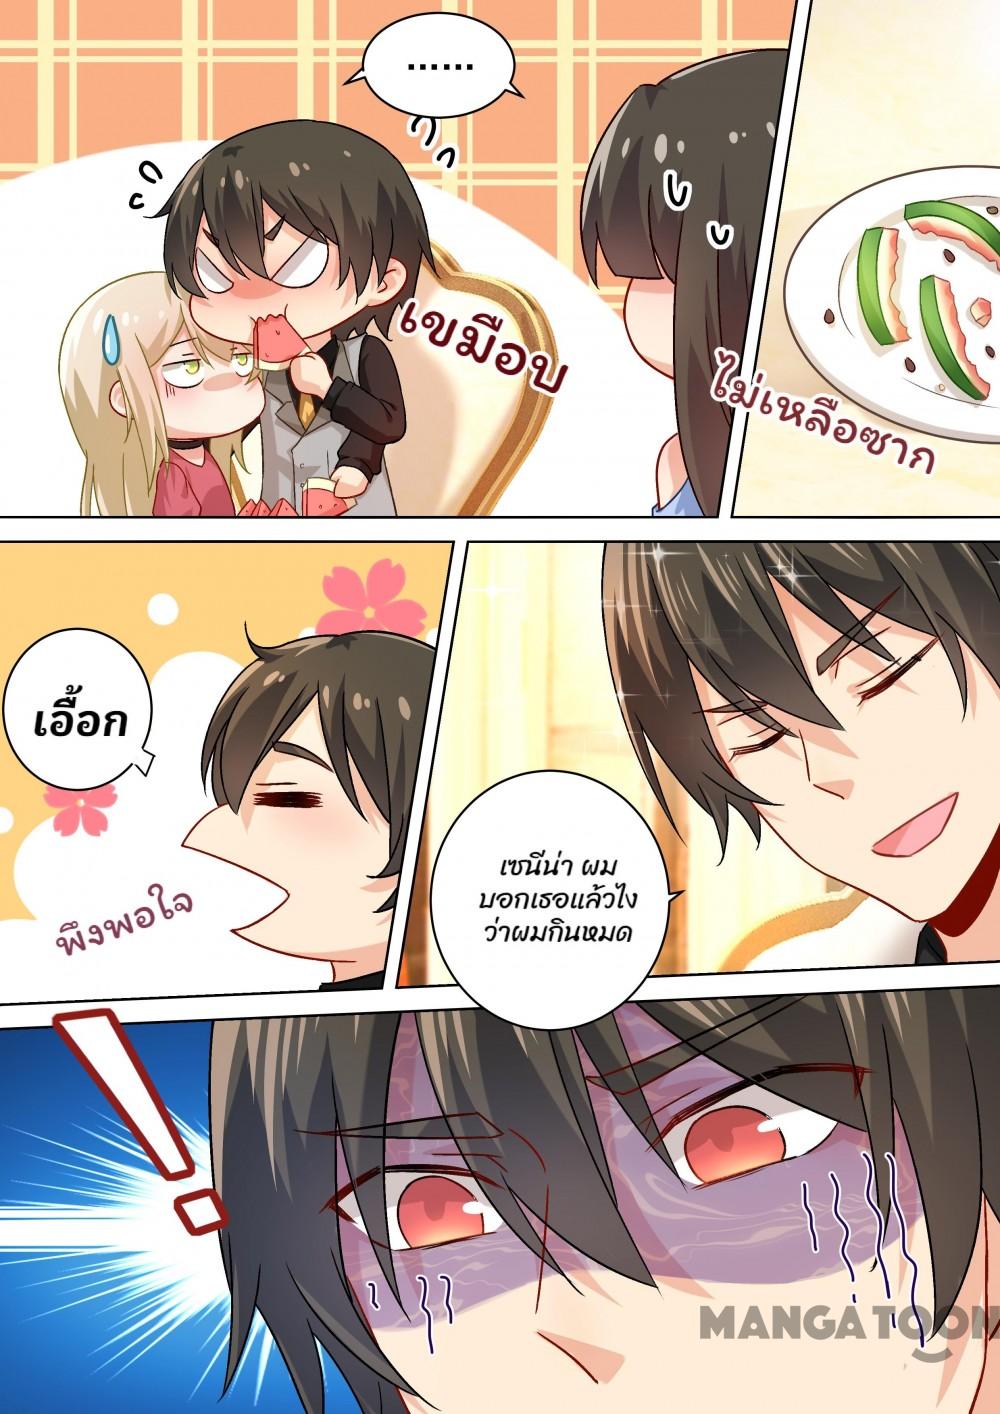 ......
เขมือบ
ไม่เหลือซาก
เอื้อก
พึงพอใจ
เซนีน่า ผม
บอกเธอแล้วไง
ว่าผมกินหมด
!
MANGATOON